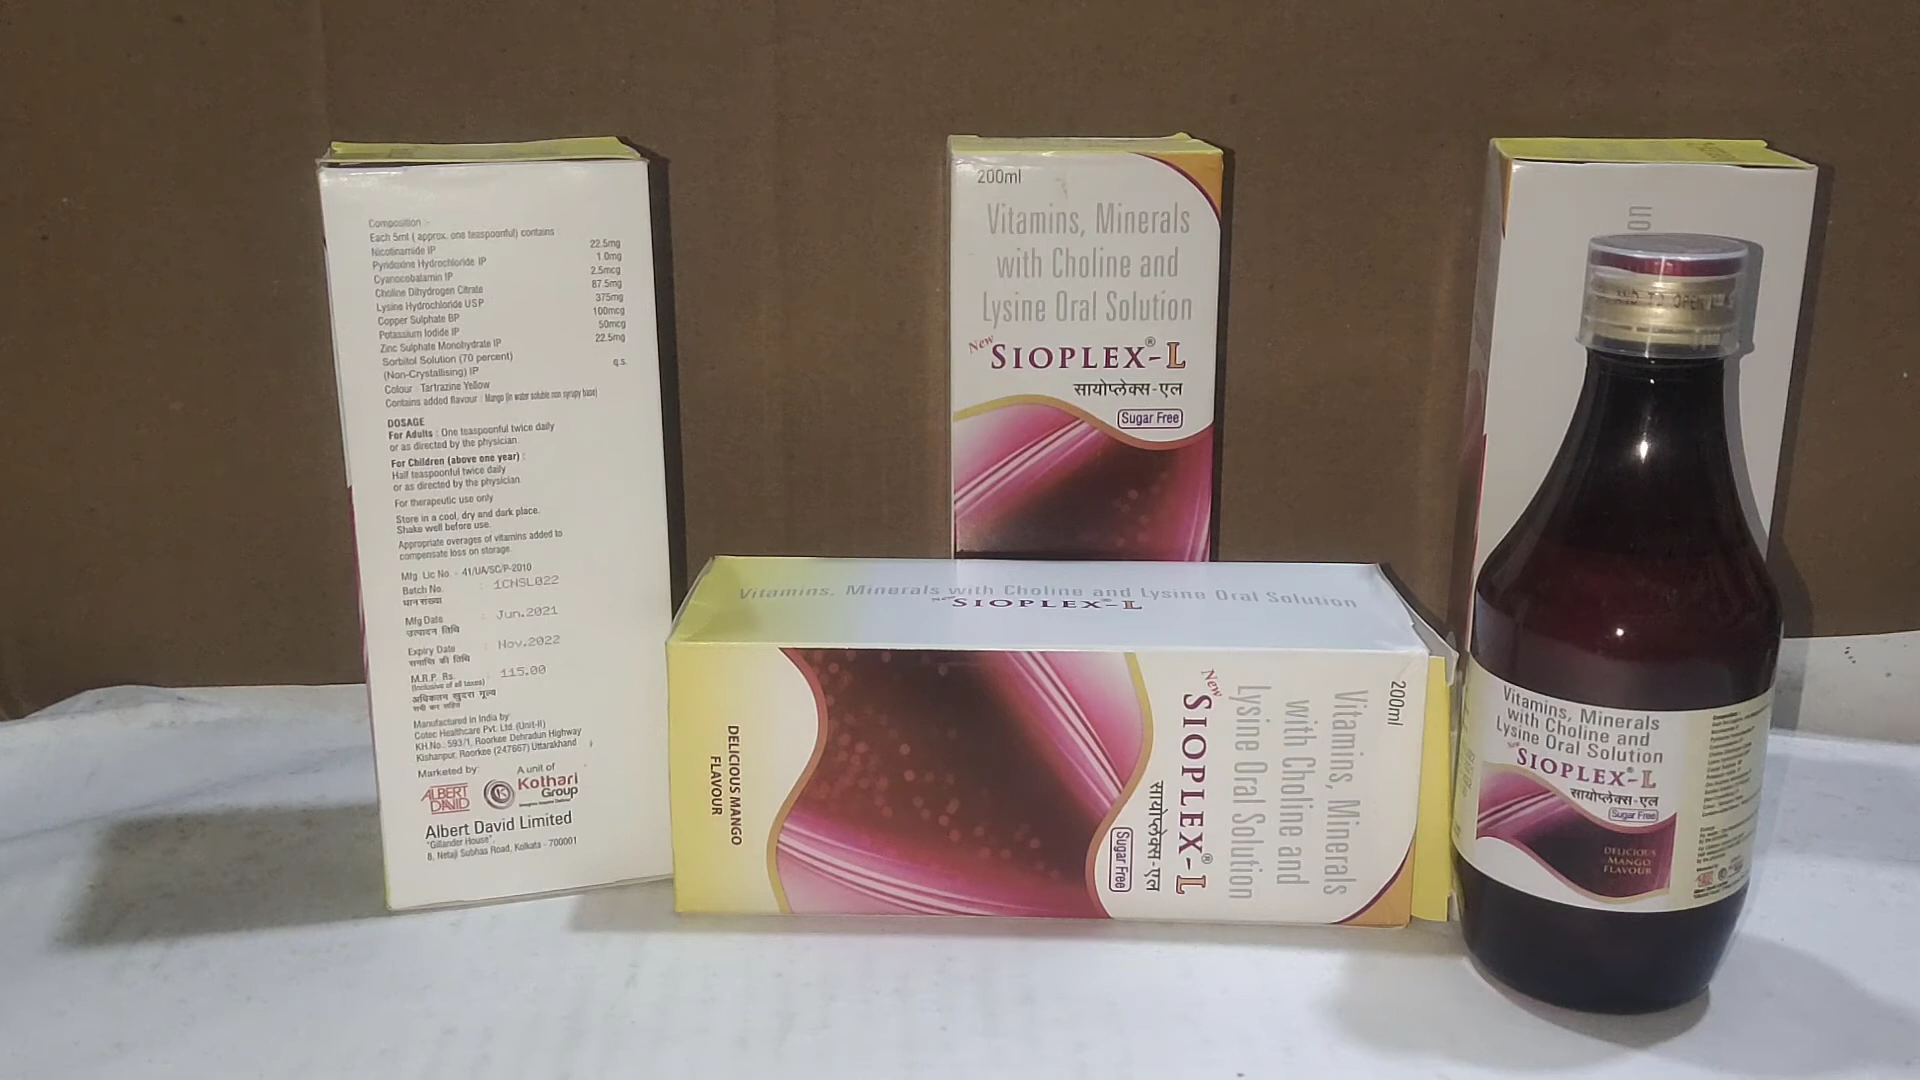 Composition :-
Each 5ml ( approx. one teaspoonful) contains
Nicotinamide IP 22.5mg
Pyridoxine Hydrochloride IP 1.0mg
Cyanocobalamin IP 2.5mcg
Choline Dihydrogen Citrate 87.5mg
Lysine Hydrochloride USP 375mg
Copper Sulphate BP 100mcg
Potassium Iodide IP 50mcg
Zinc Sulphate Monohydrate IP 22.5mg
Sorbitol Solution (70 percent)
(Non-Crystallising) IP q.s.
Colour : Tartrazine Yellow
Contains added flavour : Mango (in water soluble non syrupy base)
DOSAGE
For Adults : One teaspoonful twice daily
or as directed by the physician.
For Children (above one year) :
Half teaspoonful twice daily
or as directed by the physician.
For therapeutic use only
Store in a cool, dry and dark place.
Shake well before use.
Appropriate overages of vitamins added to
compensate loss on storage.
Mfg. Lic No. - 41/UA/SC/P-2010
Batch No. : 1CNSL022
धान संख्या
Mfg Date : Jun.2021
उत्पादन तिथि
Expiry Date : Nov.2022
समाप्ति की तिथि
M.R.P. Rs. : 115.00
(Inclusive of all taxes)
अधिकतम खुदरा मूल्य
सभी कर सहित
Manufactured in India by:
Cotec Healthcare Pvt. Ltd. (Unit-II)
KH.No.: 593/1, Roorkee Dehradun Highway
Kishanpur, Roorkee (247667) Uttarakhand
Marketed by:
ALBERT
DAVID
A unit of
Kothari
Group
Albert David Limited
"Gillander House",
8, Netaji Subhas Road, Kolkata - 700001
200ml
Vitamins, Minerals
with Choline and
Lysine Oral Solution
New SIOPLEX®-L
सायोप्लेक्स-एल
Sugar Free
Vitamins, Minerals with Choline and Lysine Oral Solution
New SIOPLEX®-L
200ml
Vitamins, Minerals
with Choline and
Lysine Oral Solution
New SIOPLEX®-L
सायोप्लेक्स-एल
Sugar Free
DELICIOUS MANGO
FLAVOUR
on
TO OPEN
Vitamins, Minerals
with Choline and
Lysine Oral Solution
New SIOPLEX®-L
सायोप्लेक्स-एल
Sugar Free
DELICIOUS
MANGO
FLAVOUR